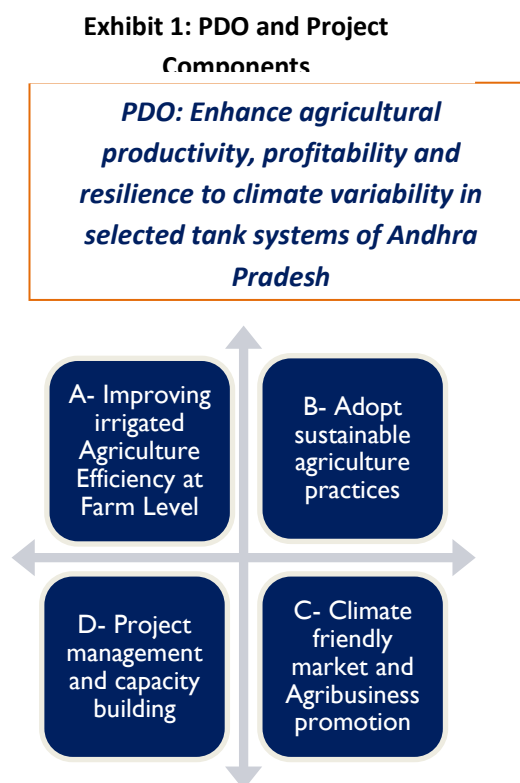 Exhibit 1: PDO and Project
Components
PDO: Enhance agricultural
productivity, profitability and
resilience to climate variability in
selected tank systems of Andhra
Pradesh
A- Improving
irrigated
Agriculture
Efficiency at
Farm Level
B- Adopt
sustainable
agriculture
practices
D- Project
management
and capacity
building
C- Climate
friendly
market and
Agribusiness
promotion